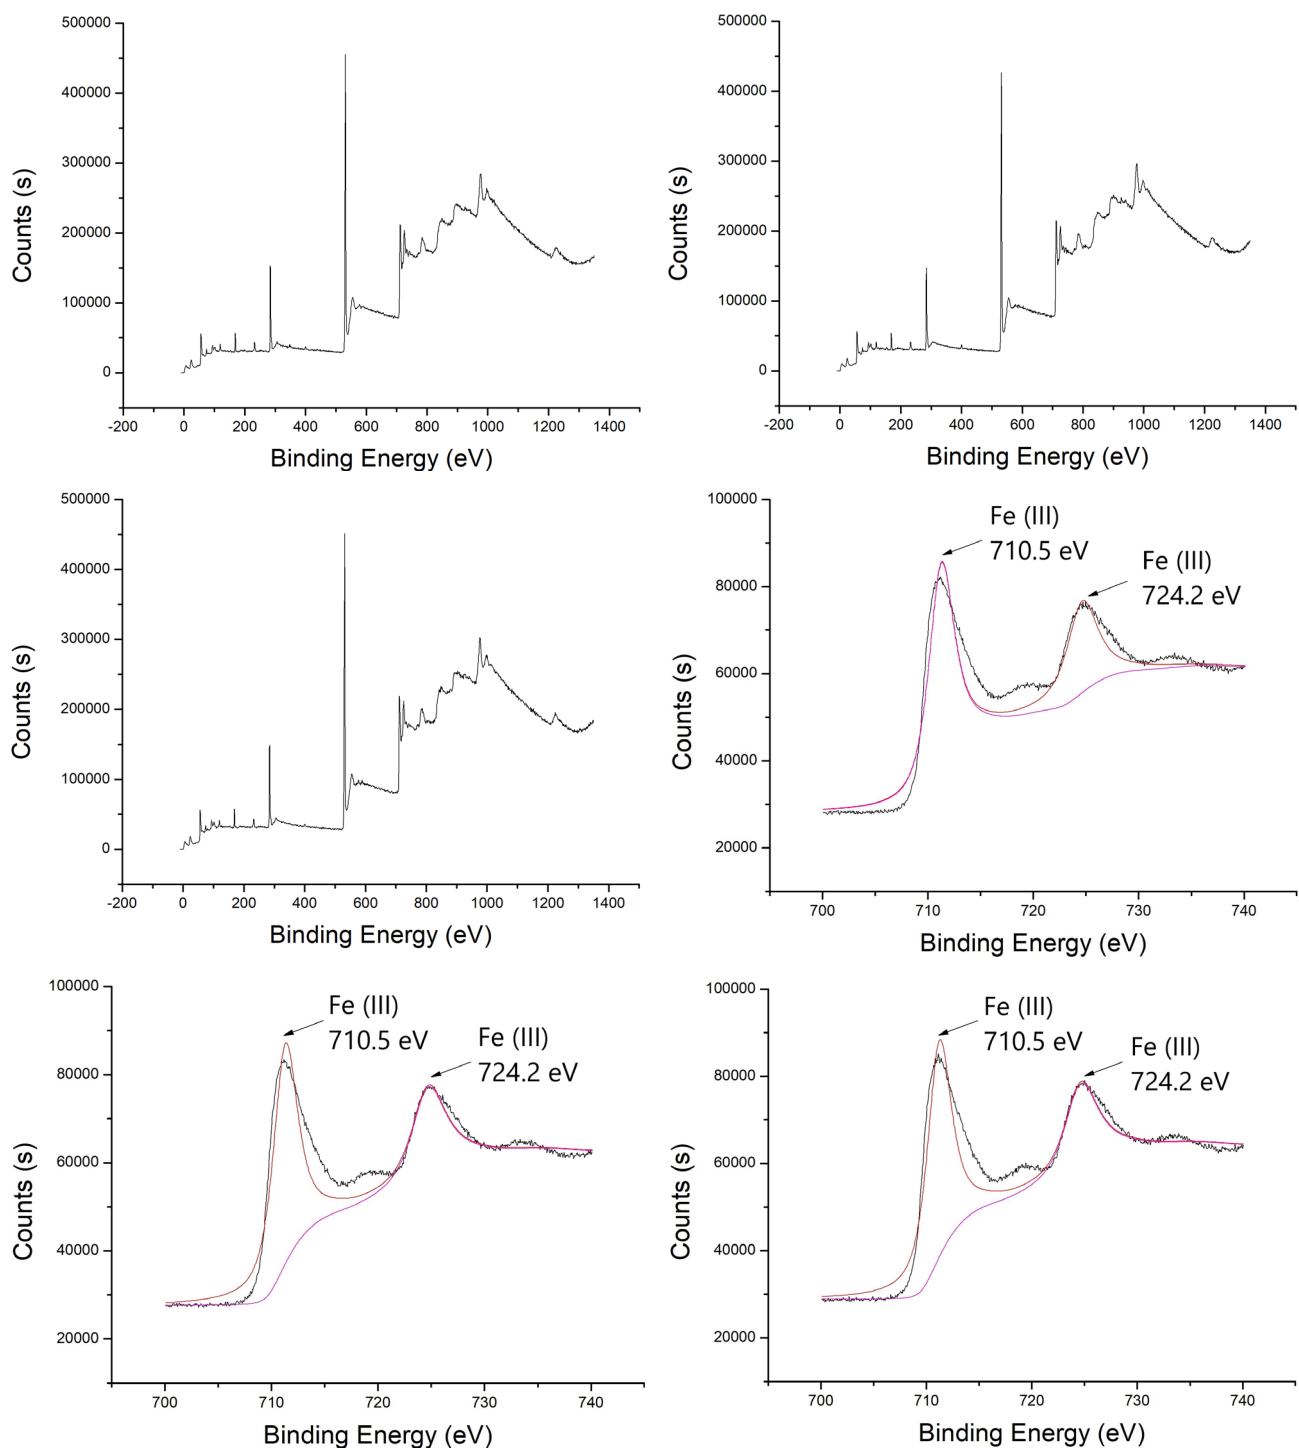 500000
400000
300000
200000
100000
0
Counts (s)
-200 0 200 400 600 800 1000 1200 1400
Binding Energy (eV)
500000
400000
300000
200000
100000
0
Counts (s)
-200 0 200 400 600 800 1000 1200 1400
Binding Energy (eV)
500000
400000
300000
200000
100000
0
Counts (s)
-200 0 200 400 600 800 1000 1200 1400
Binding Energy (eV)
100000
80000
60000
40000
20000
Counts (s)
Fe (III)
710.5 eV
Fe (III)
724.2 eV
700 710 720 730 740
Binding Energy (eV)
100000
80000
60000
40000
20000
Counts (s)
Fe (III)
710.5 eV
Fe (III)
724.2 eV
700 710 720 730 740
Binding Energy (eV)
100000
80000
60000
40000
20000
Counts (s)
Fe (III)
710.5 eV
Fe (III)
724.2 eV
700 710 720 730 740
Binding Energy (eV)